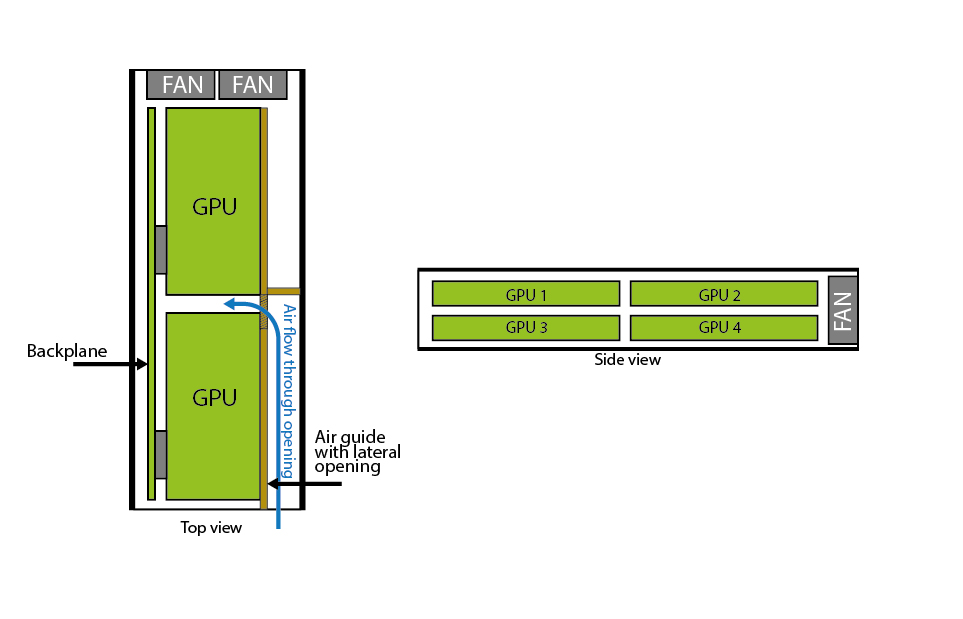 FAN
FAN
GPU
GPU
Backplane
Air flow through opening
Air guide
with lateral
opening
Top view
GPU 1
GPU 2
GPU 3
GPU 4
FAN
Side view